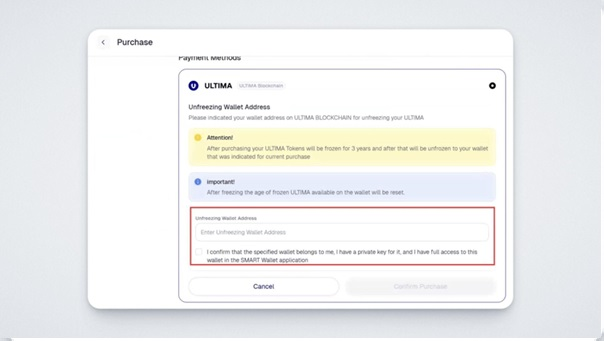 Purchase
Payment Methods
ULTIMA ULTIMA Blockchain
Unfreezing Wallet Address
Please indicated your wallet address on ULTIMA BLOCKCHAIN for unfreezing your ULTIMA
Attention!
After purchasing your ULTIMA Tokens will be frozen for 3 years and after that will be unfrozen to your wallet
that was indicated for current purchase
Important!
After freezing the age of frozen ULTIMA available on the wallet will be reset.
Unfreezing Wallet Address
Enter Unfreezing Wallet Address
I confirm that the specified wallet belongs to me, I have a private key for it, and I have full access to this
wallet in the SMART Wallet application
Cancel
Confirm Purchase